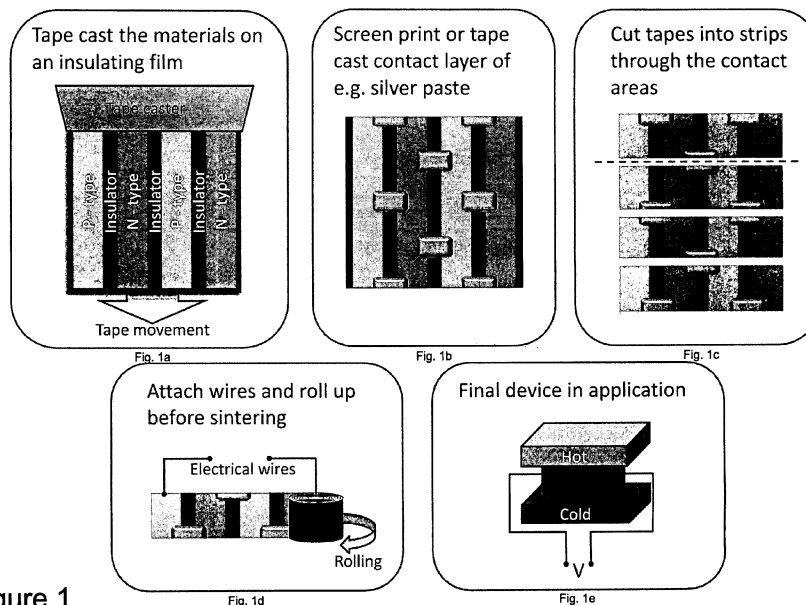 Tape cast the materials on
an insulating film
Tape caster
P - type
Insulator
N - type
Insulator
P - type
Insulator
N - type
Tape movement
Fig. 1a
Screen print or tape
cast contact layer of
e.g. silver paste
Fig. 1b
Cut tapes into strips
through the contact
areas
Fig. 1c
Attach wires and roll up
before sintering
Electrical wires
Rolling
Fig. 1d
Final device in application
Hot
Cold
V
Fig. 1e
gure 1